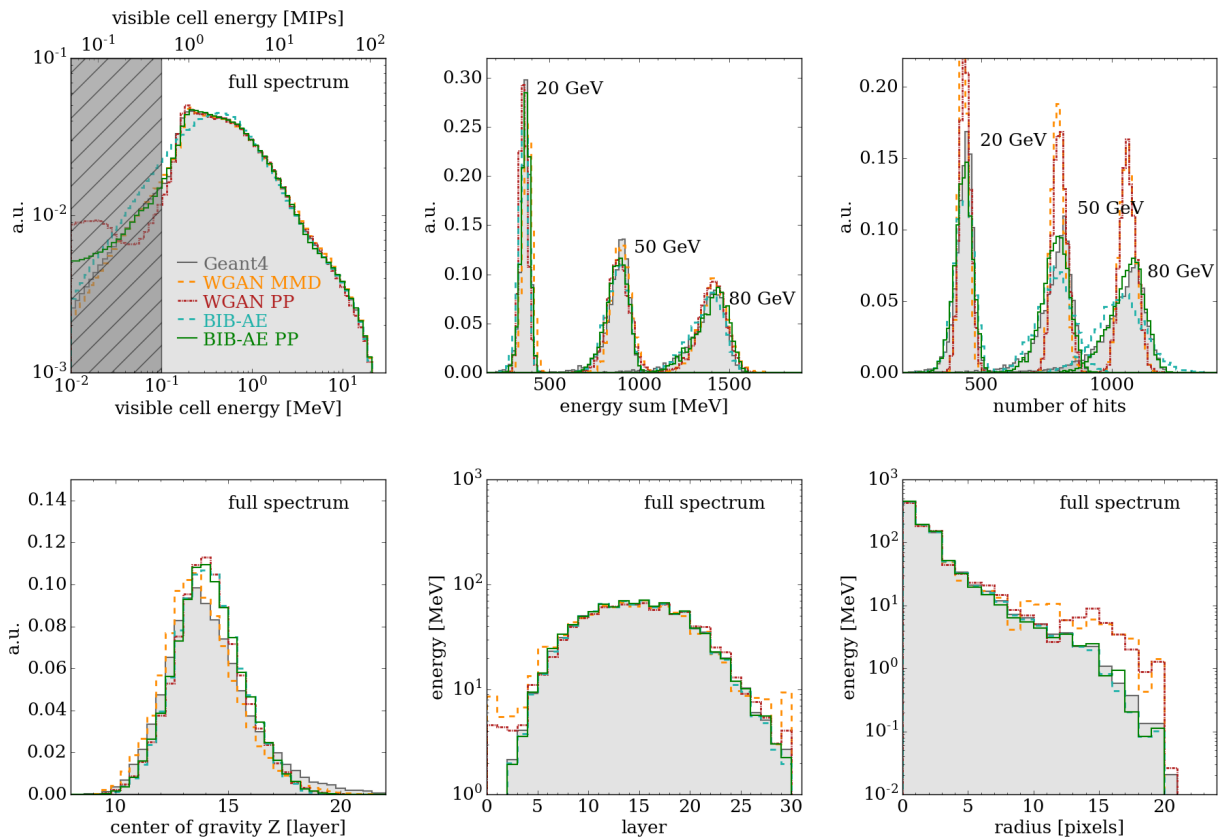 visible cell energy [MIPs]
10^-1 10^0 10^1 10^2
10^-1
10^-2
10^-3
a.u.
full spectrum
Geant4
WGAN MMD
WGAN PP
BIB-AE
BIB-AE PP
10^-2 10^-1 10^0 10^1
visible cell energy [MeV]
0.30
0.25
0.20
0.15
0.10
0.05
0.00
a.u.
20 GeV
50 GeV
80 GeV
500 1000 1500
energy sum [MeV]
0.20
0.15
0.10
0.05
0.00
a.u.
20 GeV
50 GeV
80 GeV
500 1000
number of hits
0.14
0.12
0.10
0.08
0.06
0.04
0.02
0.00
a.u.
full spectrum
10 15 20
center of gravity Z [layer]
10^3
10^2
10^1
10^0
energy [MeV]
full spectrum
0 5 10 15 20 25 30
layer
10^3
10^2
10^1
10^0
10^-1
10^-2
energy [MeV]
full spectrum
0 5 10 15 20
radius [pixels]